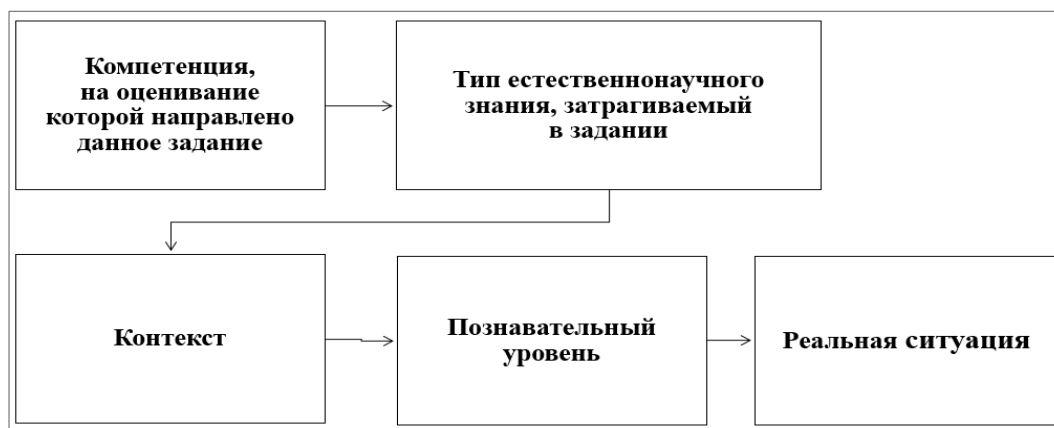 Компетенция,
на оценивание
которой направлено
данное задание
Тип естественнонаучного
знания, затрагиваемый
в задании
Контекст
Познавательный
уровень
Реальная ситуация